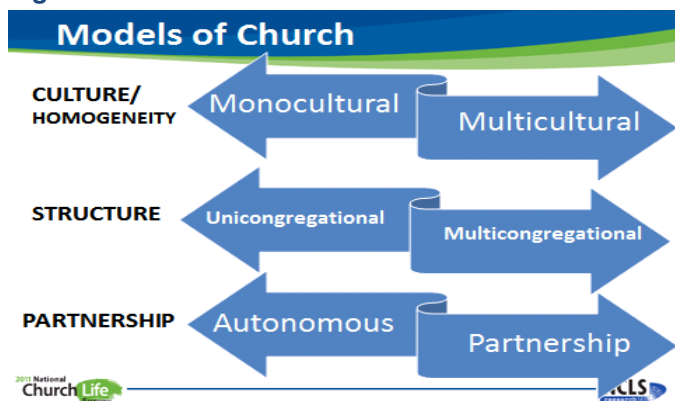 Models of Church
CULTURE/
HOMOGENEITY
Monocultural
Multicultural
STRUCTURE
Unicongregational
Multicongregational
PARTNERSHIP
Autonomous
Partnership
2011 National
Church Life